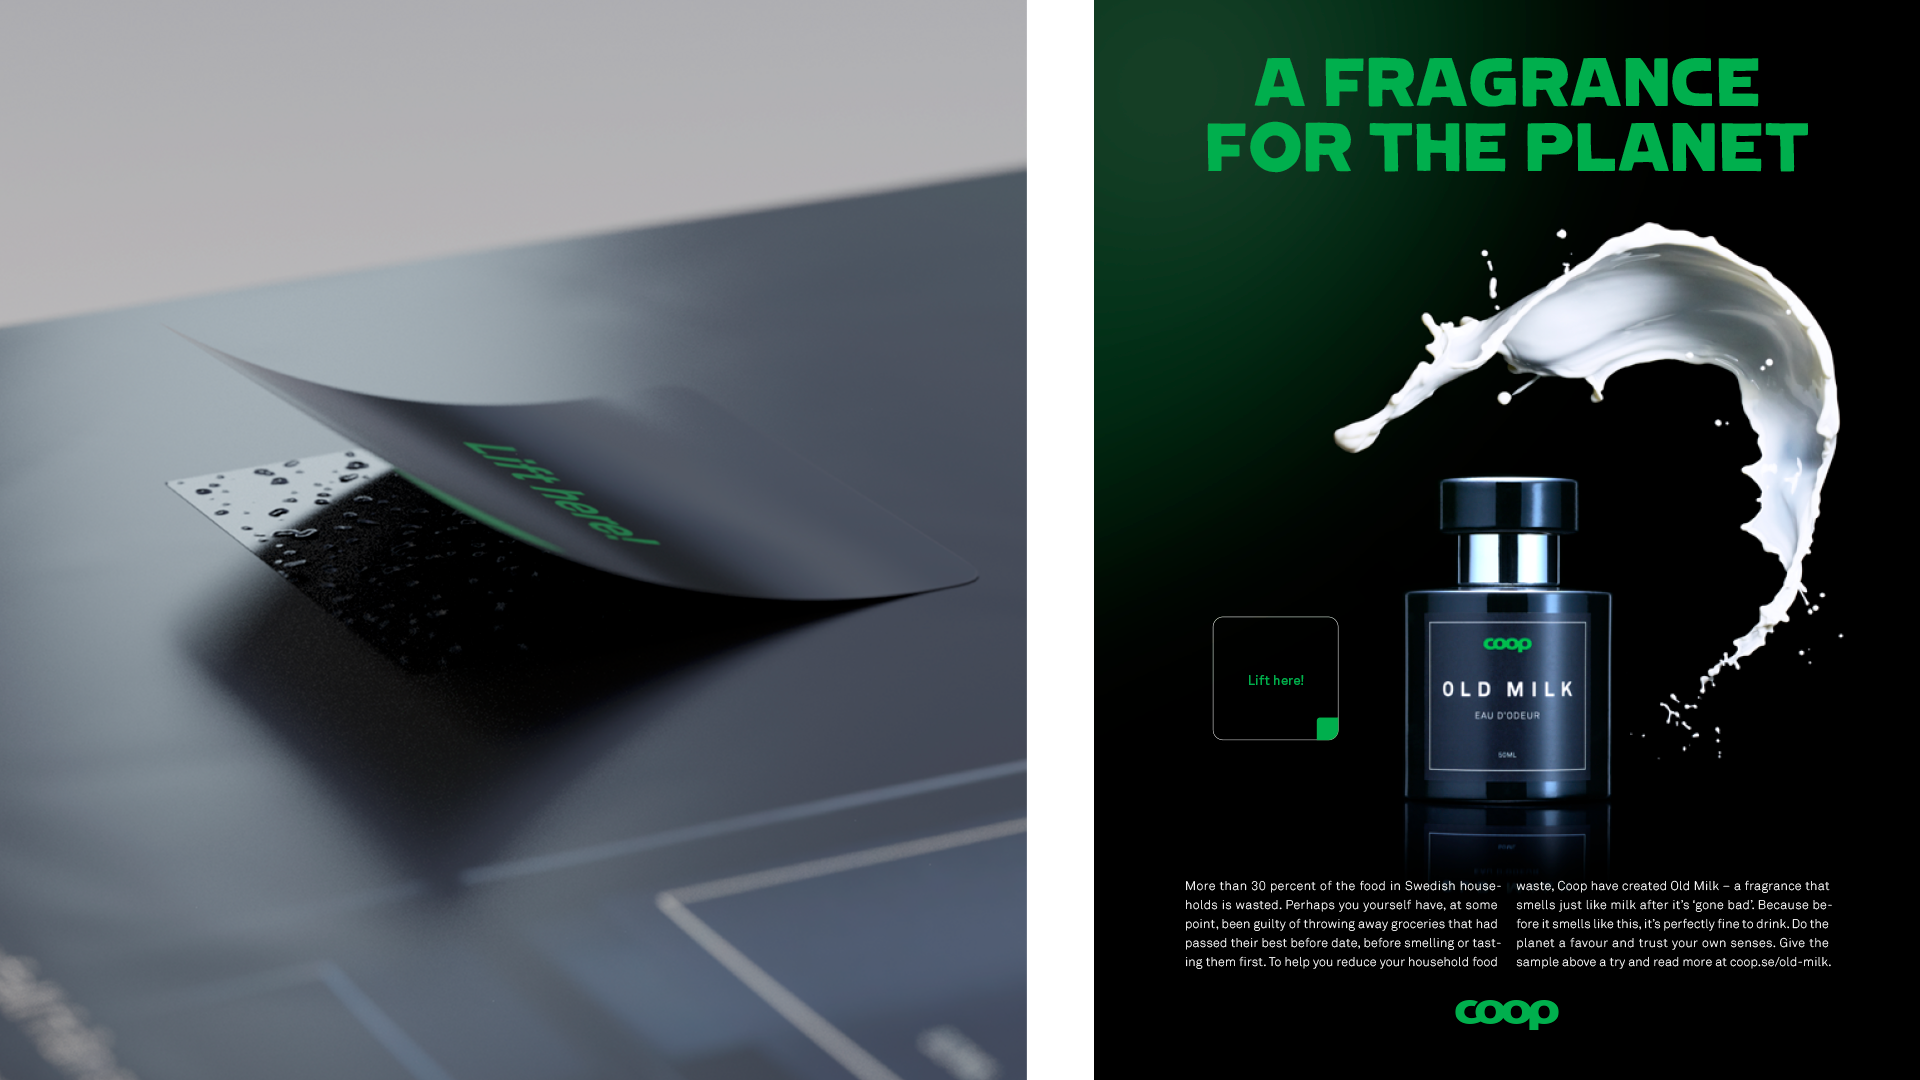 Lift here!
A FRAGRANCE
FOR THE PLANET
Lift here!
coop
OLD MILK
EAU D'ODEUR
50ML
More than 30 percent of the food in Swedish house-
holds is wasted. Perhaps you yourself have, at some
point, been guilty of throwing away groceries that had
passed their best before date, before smelling or tast-
ing them first. To help you reduce your household food
waste, Coop have created Old Milk – a fragrance that
smells just like milk after it's 'gone bad'. Because be-
fore it smells like this, it's perfectly fine to drink. Do the
planet a favour and trust your own senses. Give the
sample above a try and read more at coop.se/old-milk.
coop